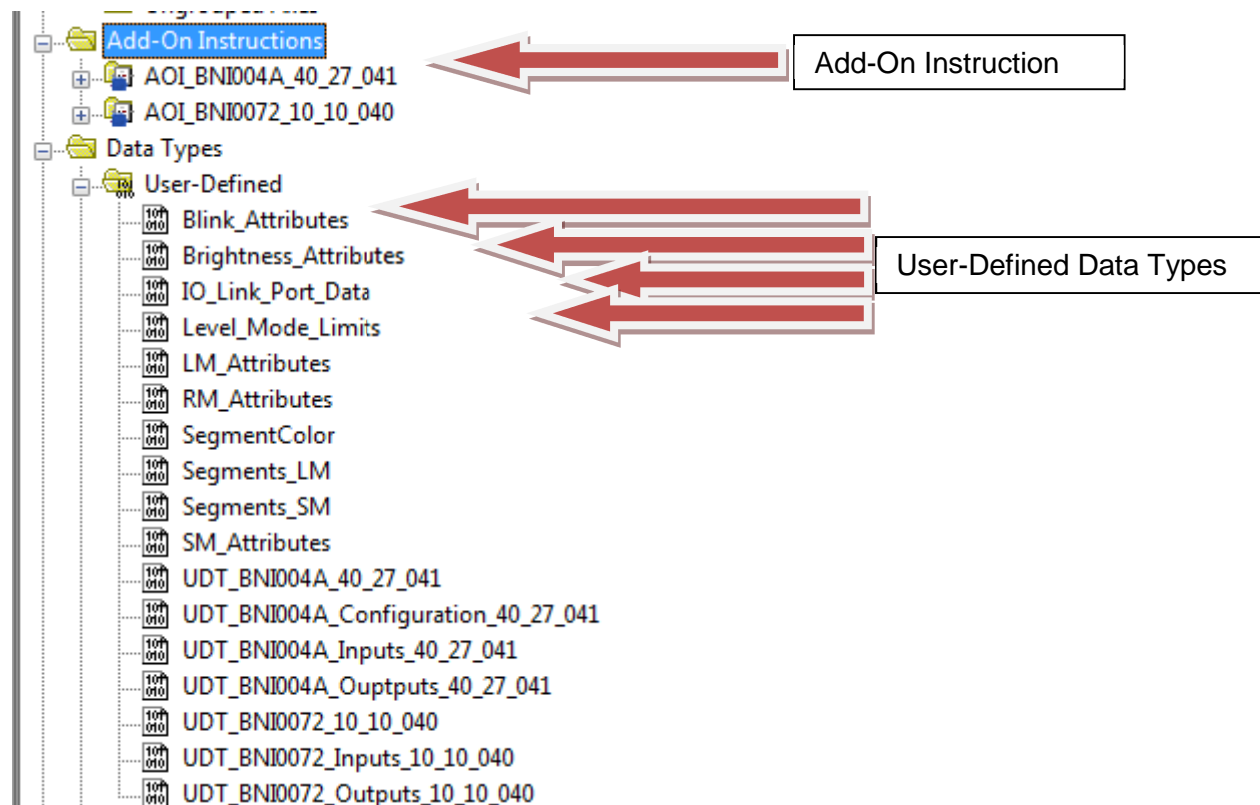 Add-On Instructions
Add-On Instruction
AOI_BNI004A_40_27_041
AOI_BNI0072_10_10_040
Data Types
User-Defined
Blink_Attributes
Brightness_Attributes
User-Defined Data Types
IO_Link_Port_Data
Level_Mode_Limits
LM_Attributes
RM_Attributes
SegmentColor
Segments_LM
Segments_SM
SM_Attributes
UDT_BNI004A_40_27_041
UDT_BNI004A_Configuration_40_27_041
UDT_BNI004A_Inputs_40_27_041
UDT_BNI004A_Ouptputs_40_27_041
UDT_BNI0072_10_10_040
UDT_BNI0072_Inputs_10_10_040
UDT_BNI0072_Outputs_10_10_040